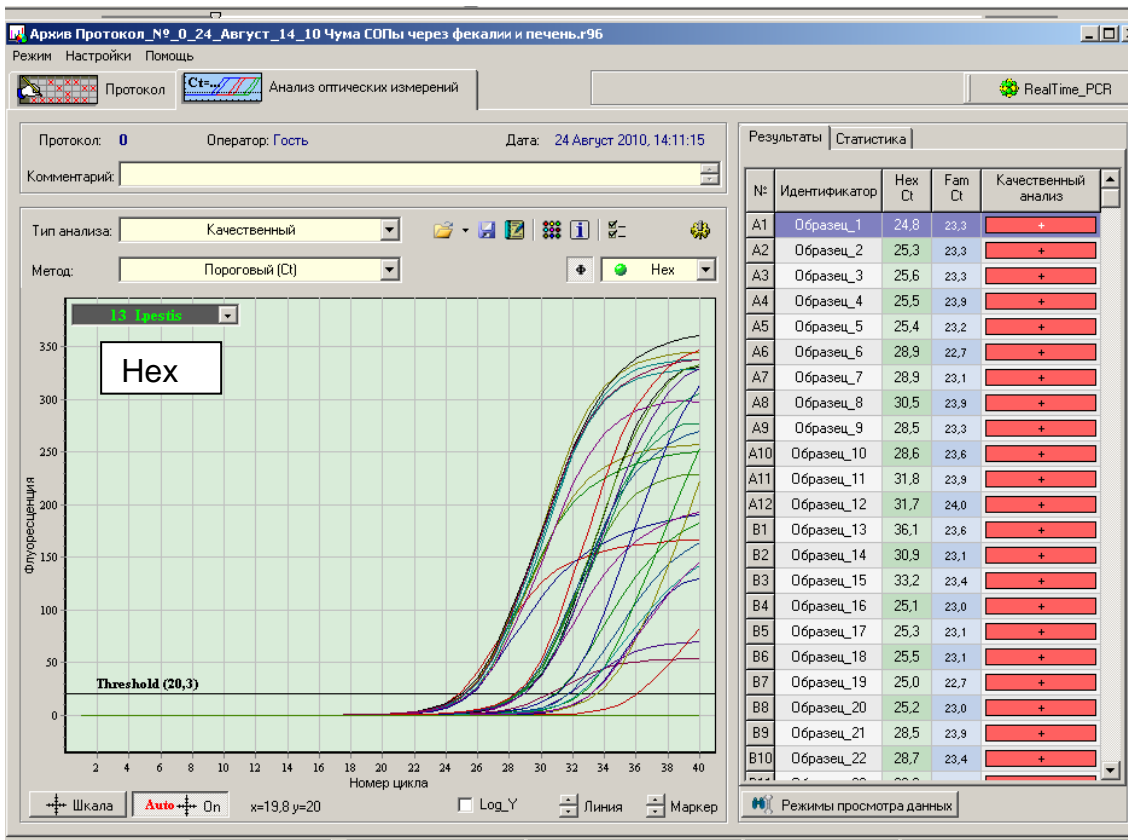 Архив Протокол_№_0_24_Август_14_10 Чума СОПы через фекалии и печень.r96
Режим Настройки Помощь
Протокол
Ct=...
Анализ оптических измерений
RealTime_PCR
Протокол: 0 Оператор: Гость Дата: 24 Август 2010, 14:11:15
Комментарий:
Тип анализа: Качественный
Метод: Пороговый (Ct)
Ф Hex
13 I.pestis
Hex
Флуоресценция
350
300
250
200
150
100
50
0
Threshold (20,3)
2 4 6 8 10 12 14 16 18 20 22 24 26 28 30 32 34 36 38 40
Номер цикла
Шкала Auto On x=19,8 y=20 Log_Y Линия Маркер
Результаты Статистика
№ Идентификатор Hex Ct Fam Ct Качественный анализ
A1 Образец_1 24,8 23,3 +
A2 Образец_2 25,3 23,3 +
A3 Образец_3 25,6 23,3 +
A4 Образец_4 25,5 23,9 +
A5 Образец_5 25,4 23,2 +
A6 Образец_6 28,9 22,7 +
A7 Образец_7 28,9 23,1 +
A8 Образец_8 30,5 23,9 +
A9 Образец_9 28,5 23,3 +
A10 Образец_10 28,6 23,6 +
A11 Образец_11 31,8 23,9 +
A12 Образец_12 31,7 24,0 +
B1 Образец_13 36,1 23,6 +
B2 Образец_14 30,9 23,1 +
B3 Образец_15 33,2 23,4 +
B4 Образец_16 25,1 23,0 +
B5 Образец_17 25,3 23,1 +
B6 Образец_18 25,5 23,1 +
B7 Образец_19 25,0 22,7 +
B8 Образец_20 25,2 23,0 +
B9 Образец_21 28,5 23,9 +
B10 Образец_22 28,7 23,4 +
Режимы просмотра данных